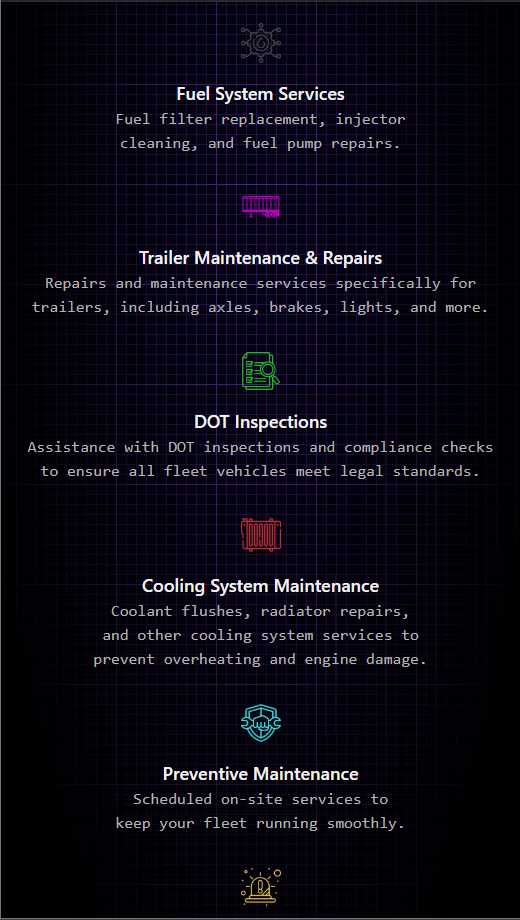 Fuel System Services
Fuel filter replacement, injector
cleaning, and fuel pump repairs.
Trailer Maintenance & Repairs
Repairs and maintenance services specifically for
trailers, including axles, brakes, lights, and more.
DOT Inspections
Assistance with DOT inspections and compliance checks
to ensure all fleet vehicles meet legal standards.
Cooling System Maintenance
Coolant flushes, radiator repairs,
and other cooling system services to
prevent overheating and engine damage.
Preventive Maintenance
Scheduled on-site services to
keep your fleet running smoothly.